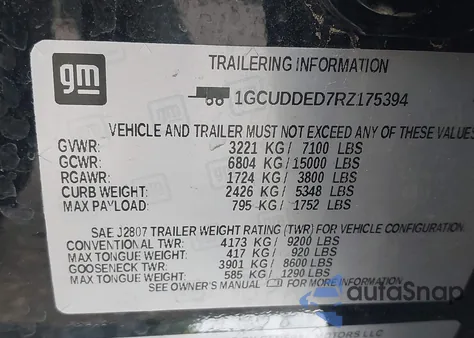 gm
TRAILERING INFORMATION
1GCUDDED7RZ175394
VEHICLE AND TRAILER MUST NOT EXCEED ANY OF THESE VALUES
GVWR: 3221 KG / 7100 LBS
GCWR: 6804 KG / 15000 LBS
RGAWR: 1724 KG / 3800 LBS
CURB WEIGHT: 2426 KG / 5348 LBS
MAX PAYLOAD: 795 KG / 1752 LBS
SAE J2807 TRAILER WEIGHT RATING (TWR) FOR VEHICLE CONFIGURATION
CONVENTIONAL TWR: 4173 KG / 9200 LBS
MAX TONGUE WEIGHT: 417 KG / 920 LBS
GOOSENECK TWR: 3901 KG / 8600 LBS
MAX TONGUE WEIGHT: 585 KG / 1290 LBS
SEE OWNER'S MANUAL FOR MORE INFORMATION
autoSnap
MOTORS LLC